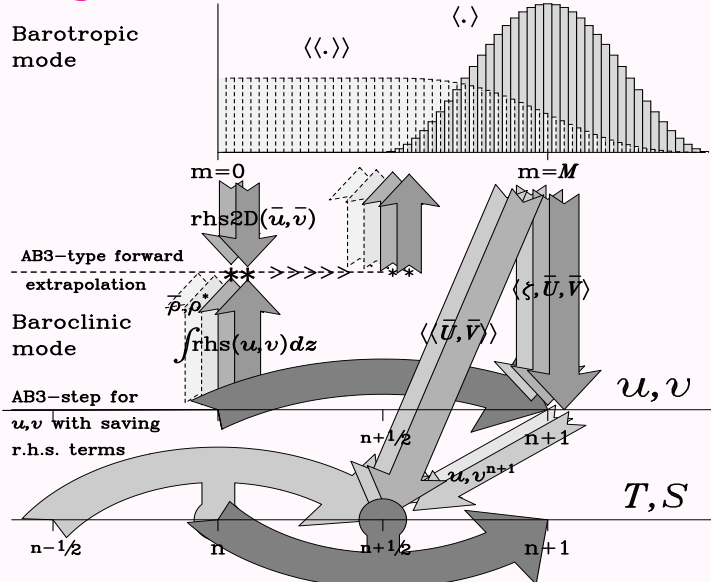 Barotropic
mode
⟨⟨.⟩⟩
⟨.⟩
m=0
m=M
rhs2D(u̅,v̅)
AB3-type forward
extrapolation
** >>>>>> **
ρ̅,ρ*
⟨ζ,U̅,V̅⟩
Baroclinic
mode
∫rhs(u,v)dz
⟨⟨U̅,V̅⟩⟩
AB3-step for
u,v with saving
r.h.s. terms
u,v
n+1/2
n+1
u,vⁿ⁺¹
T,S
n-1/2
n
n+1/2
n+1